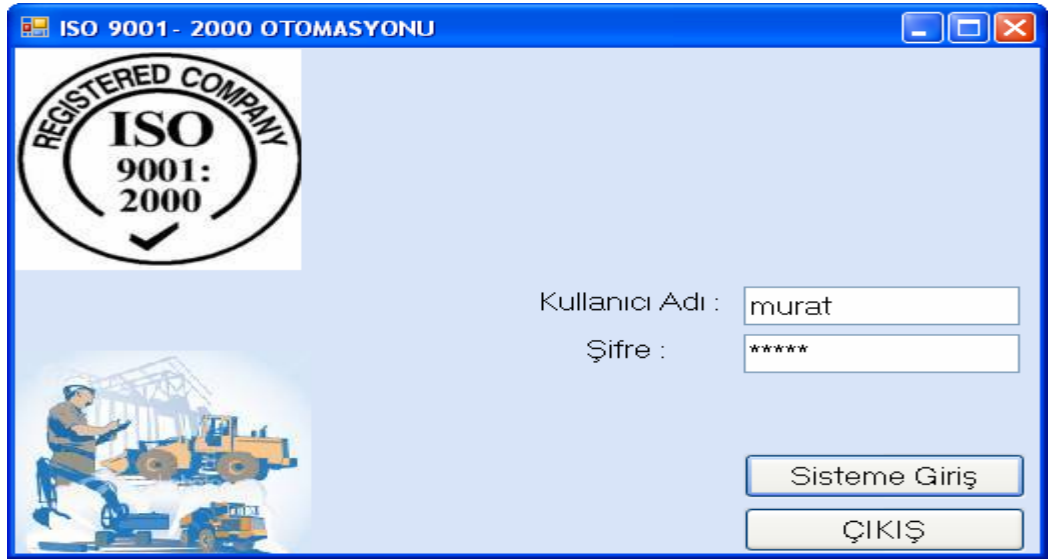 ISO 9001- 2000 OTOMASYONU
REGISTERED COMPANY
ISO
9001:
2000
Kullanıcı Adı :
murat
Şifre :
*****
Sisteme Giriş
ÇIKIŞ